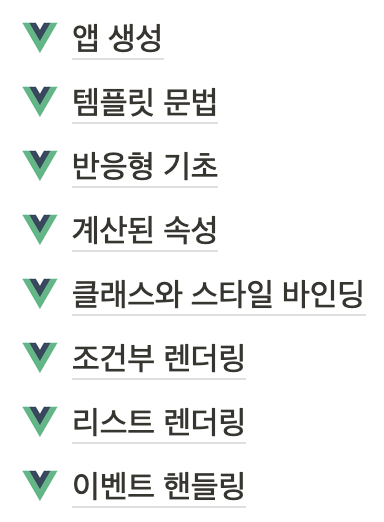 앱 생성
템플릿 문법
반응형 기초
계산된 속성
클래스와 스타일 바인딩
조건부 렌더링
리스트 렌더링
이벤트 핸들링